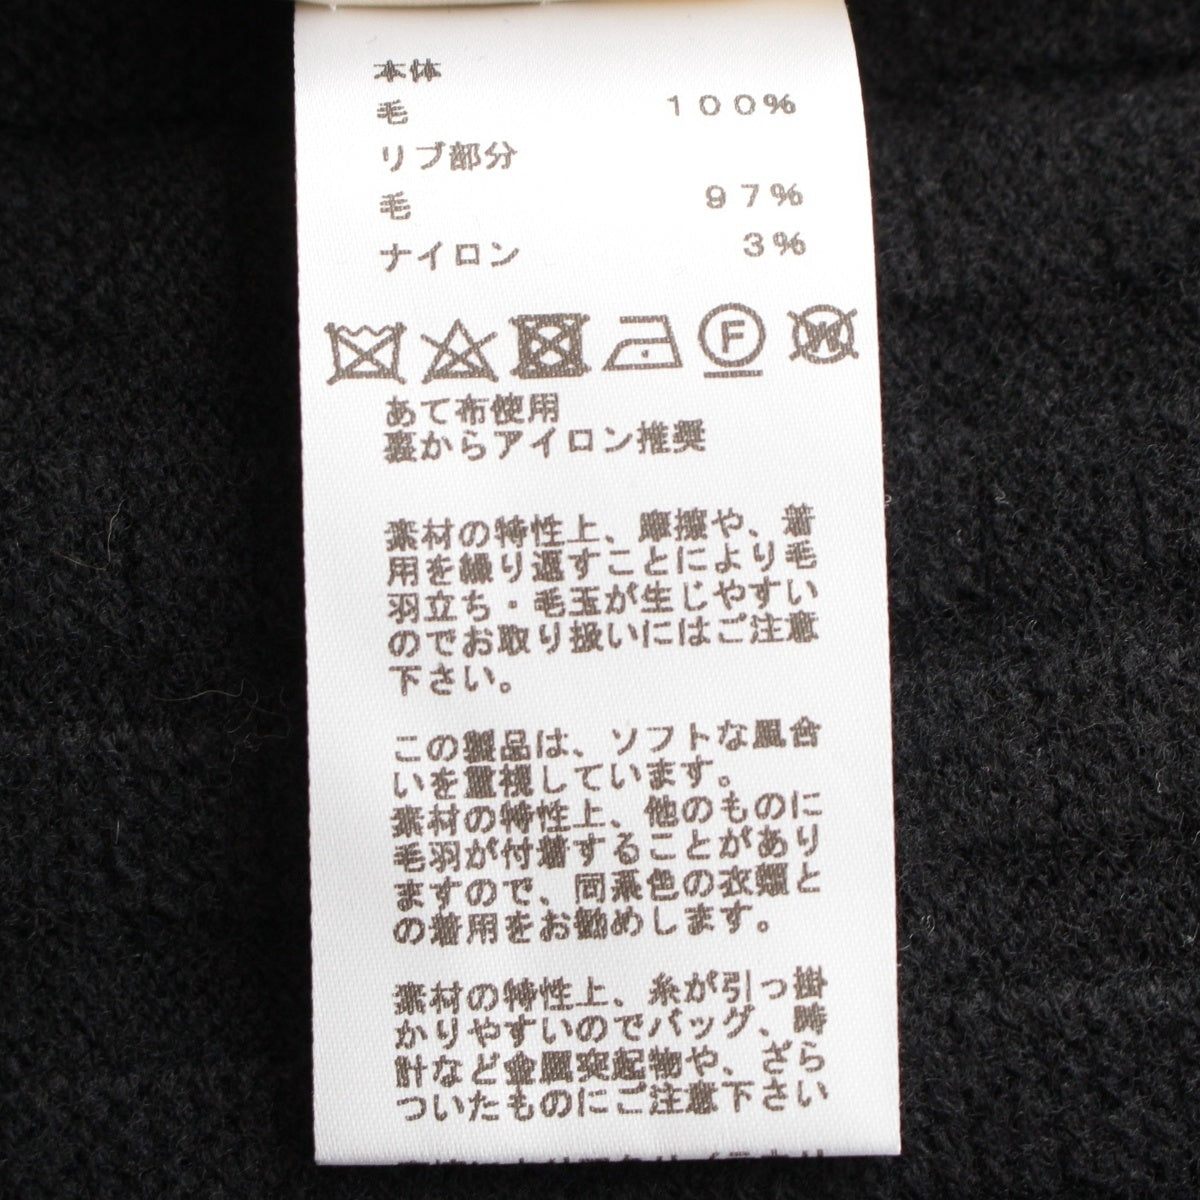 本体
毛 100%
リブ部分
毛 97%
ナイロン 3%
F W
あて布使用
裏からアイロン推奨
素材の特性上、摩擦や、着
用を繰り返すことにより毛
羽立ち・毛玉が生じやすい
のでお取り扱いにはご注意
下さい。
この製品は、ソフトな風合
いを重視しています。
素材の特性上、他のものに
毛羽が付着することがあり
ますので、同系色の衣類と
の着用をお勧めします。
素材の特性上、糸が引っ掛
かりやすいのでバッグ、時
計など金属突起物や、ざら
ついたものにご注意下さい